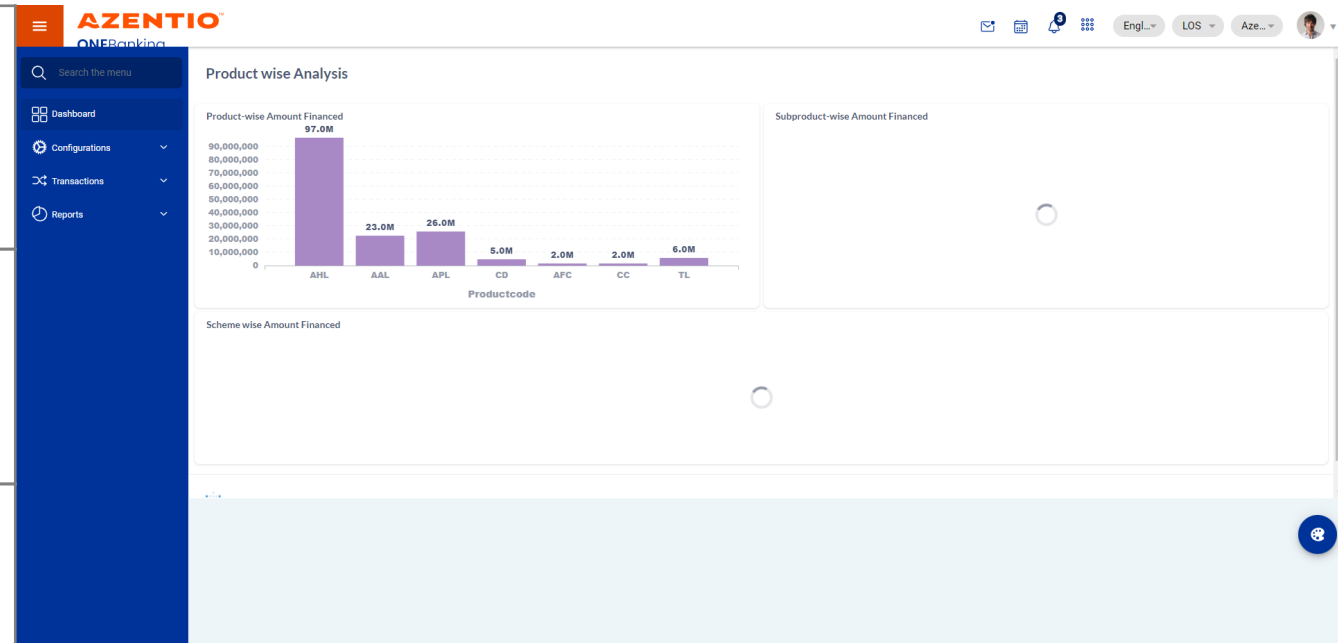 AZENTIO™
ONEBanking
3
Engl...
LOS
Aze...
Search the menu
Dashboard
Configurations
Transactions
Reports
Product wise Analysis
Product-wise Amount Financed
97.0M
90,000,000
80,000,000
70,000,000
60,000,000
50,000,000
40,000,000
30,000,000
20,000,000
10,000,000
0
23.0M
26.0M
5.0M
2.0M
2.0M
6.0M
AHL AAL APL CD AFC CC TL
Productcode
Subproduct-wise Amount Financed
Scheme wise Amount Financed